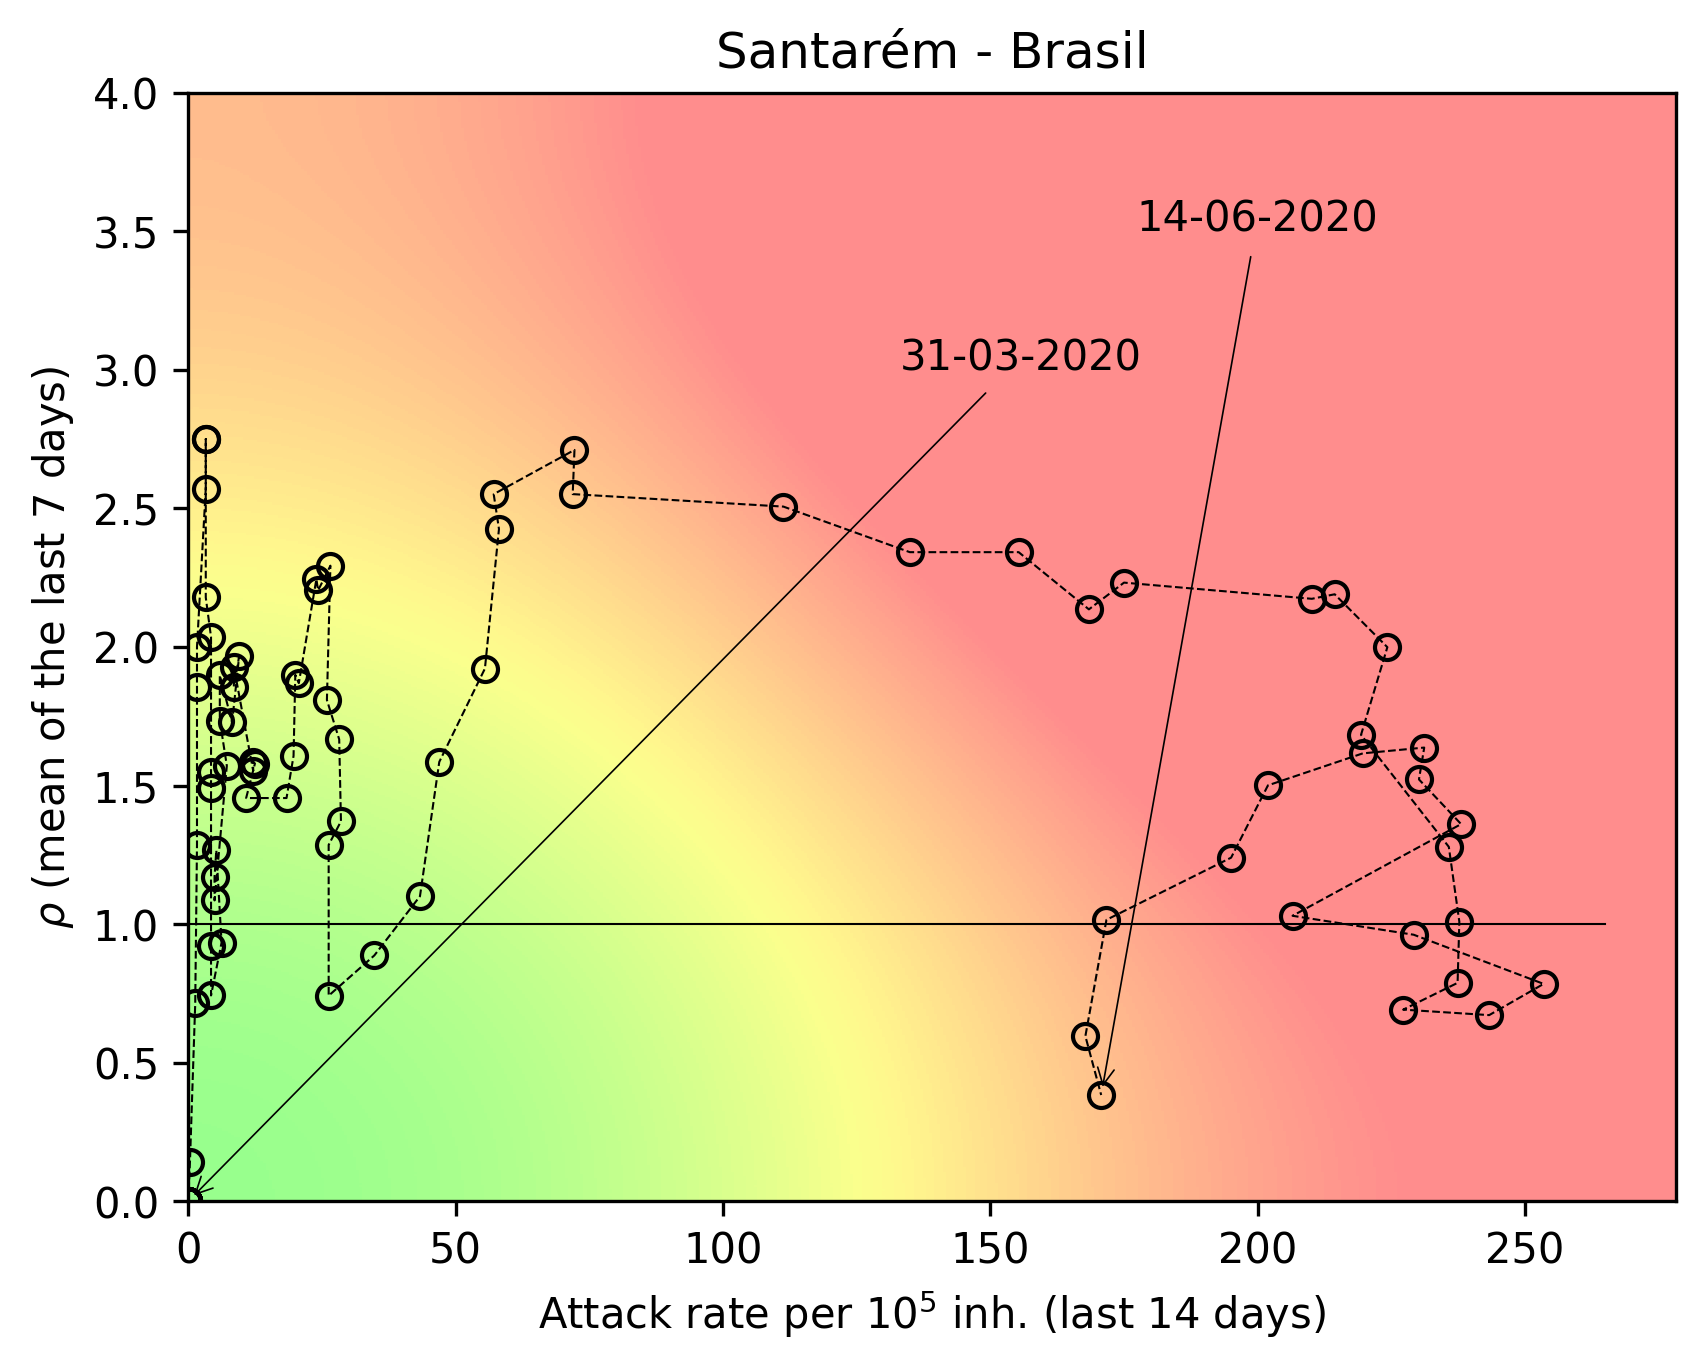 Santarém - Brasil
4.0
3.5
3.0
2.5
2.0
1.5
1.0
0.5
0.0
ρ (mean of the last 7 days)
14-06-2020
31-03-2020
0 50 100 150 200 250
Attack rate per 10⁵ inh. (last 14 days)